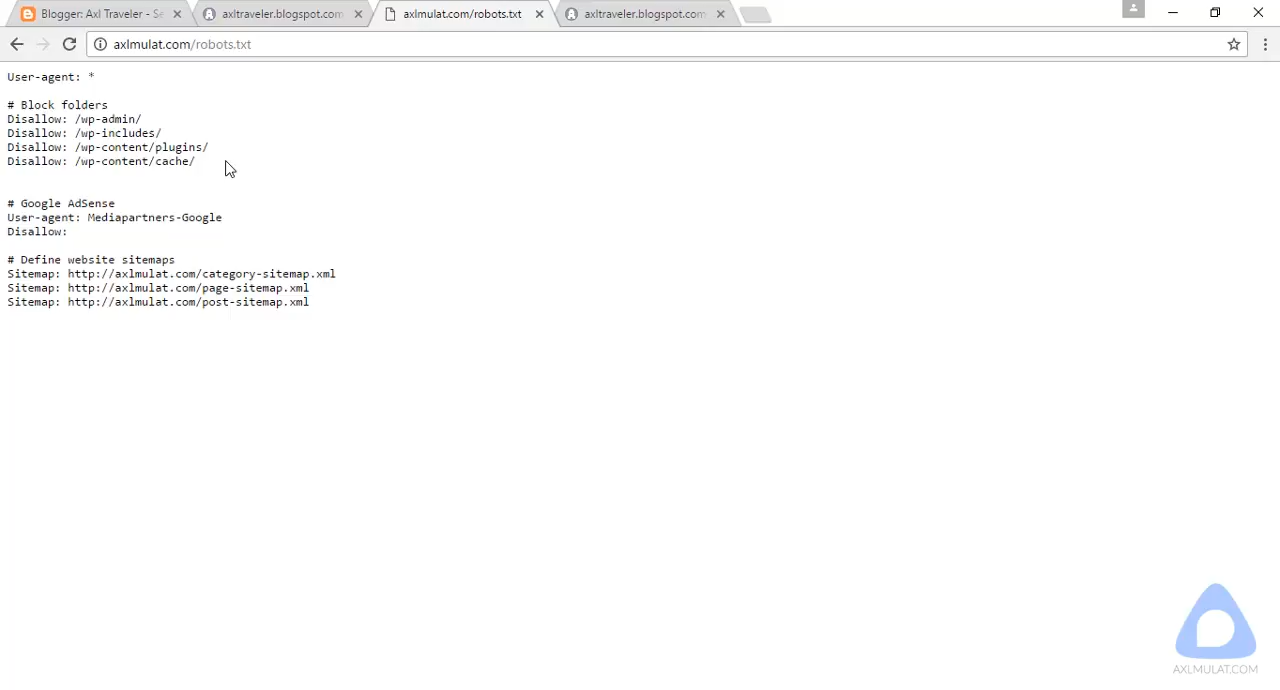 Blogger: Axl Traveler - Se
axltraveler.blogspot.com
axlmulat.com/robots.txt
axltraveler.blogspot.com
axlmulat.com/robots.txt
User-agent: *
# Block folders
Disallow: /wp-admin/
Disallow: /wp-includes/
Disallow: /wp-content/plugins/
Disallow: /wp-content/cache/
# Google AdSense
User-agent: Mediapartners-Google
Disallow:
# Define website sitemaps
Sitemap: http://axlmulat.com/category-sitemap.xml
Sitemap: http://axlmulat.com/page-sitemap.xml
Sitemap: http://axlmulat.com/post-sitemap.xml
AXLMULAT.COM